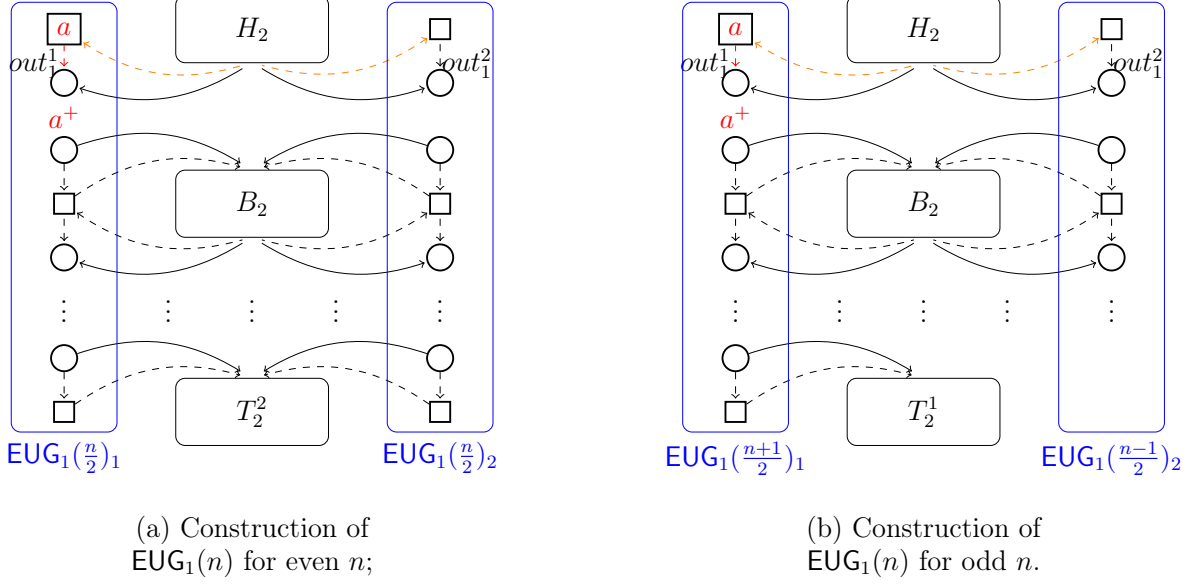 a
H₂
out₁¹
out₁²
a⁺
B₂
⋮ ⋮ ⋮ ⋮ ⋮
T₂²
EUG₁(n/2)₁
EUG₁(n/2)₂
(a) Construction of
EUG₁(n) for even n;
a
H₂
out₁¹
out₁²
a⁺
B₂
⋮ ⋮ ⋮ ⋮ ⋮
T₂¹
EUG₁((n+1)/2)₁
EUG₁((n−1)/2)₂
(b) Construction of
EUG₁(n) for odd n.